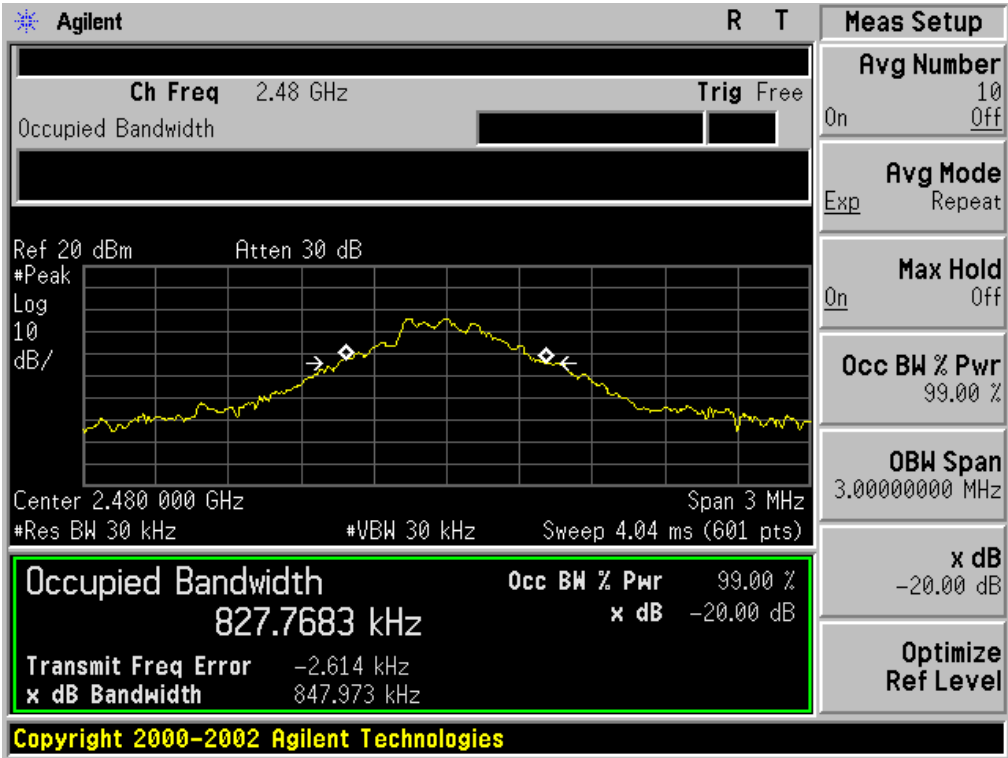 Agilent R T
Ch Freq 2.48 GHz Trig Free
Occupied Bandwidth
Ref 20 dBm Atten 30 dB
#Peak
Log
10
dB/
Center 2.480 000 GHz Span 3 MHz
#Res BW 30 kHz #VBW 30 kHz Sweep 4.04 ms (601 pts)
Occupied Bandwidth Occ BW % Pwr 99.00 %
827.7683 kHz x dB -20.00 dB
Transmit Freq Error -2.614 kHz
x dB Bandwidth 847.973 kHz
Copyright 2000-2002 Agilent Technologies
Meas Setup
Avg Number
10
On Off
Avg Mode
Exp Repeat
Max Hold
On Off
Occ BW % Pwr
99.00 %
OBW Span
3.00000000 MHz
x dB
-20.00 dB
Optimize
Ref Level